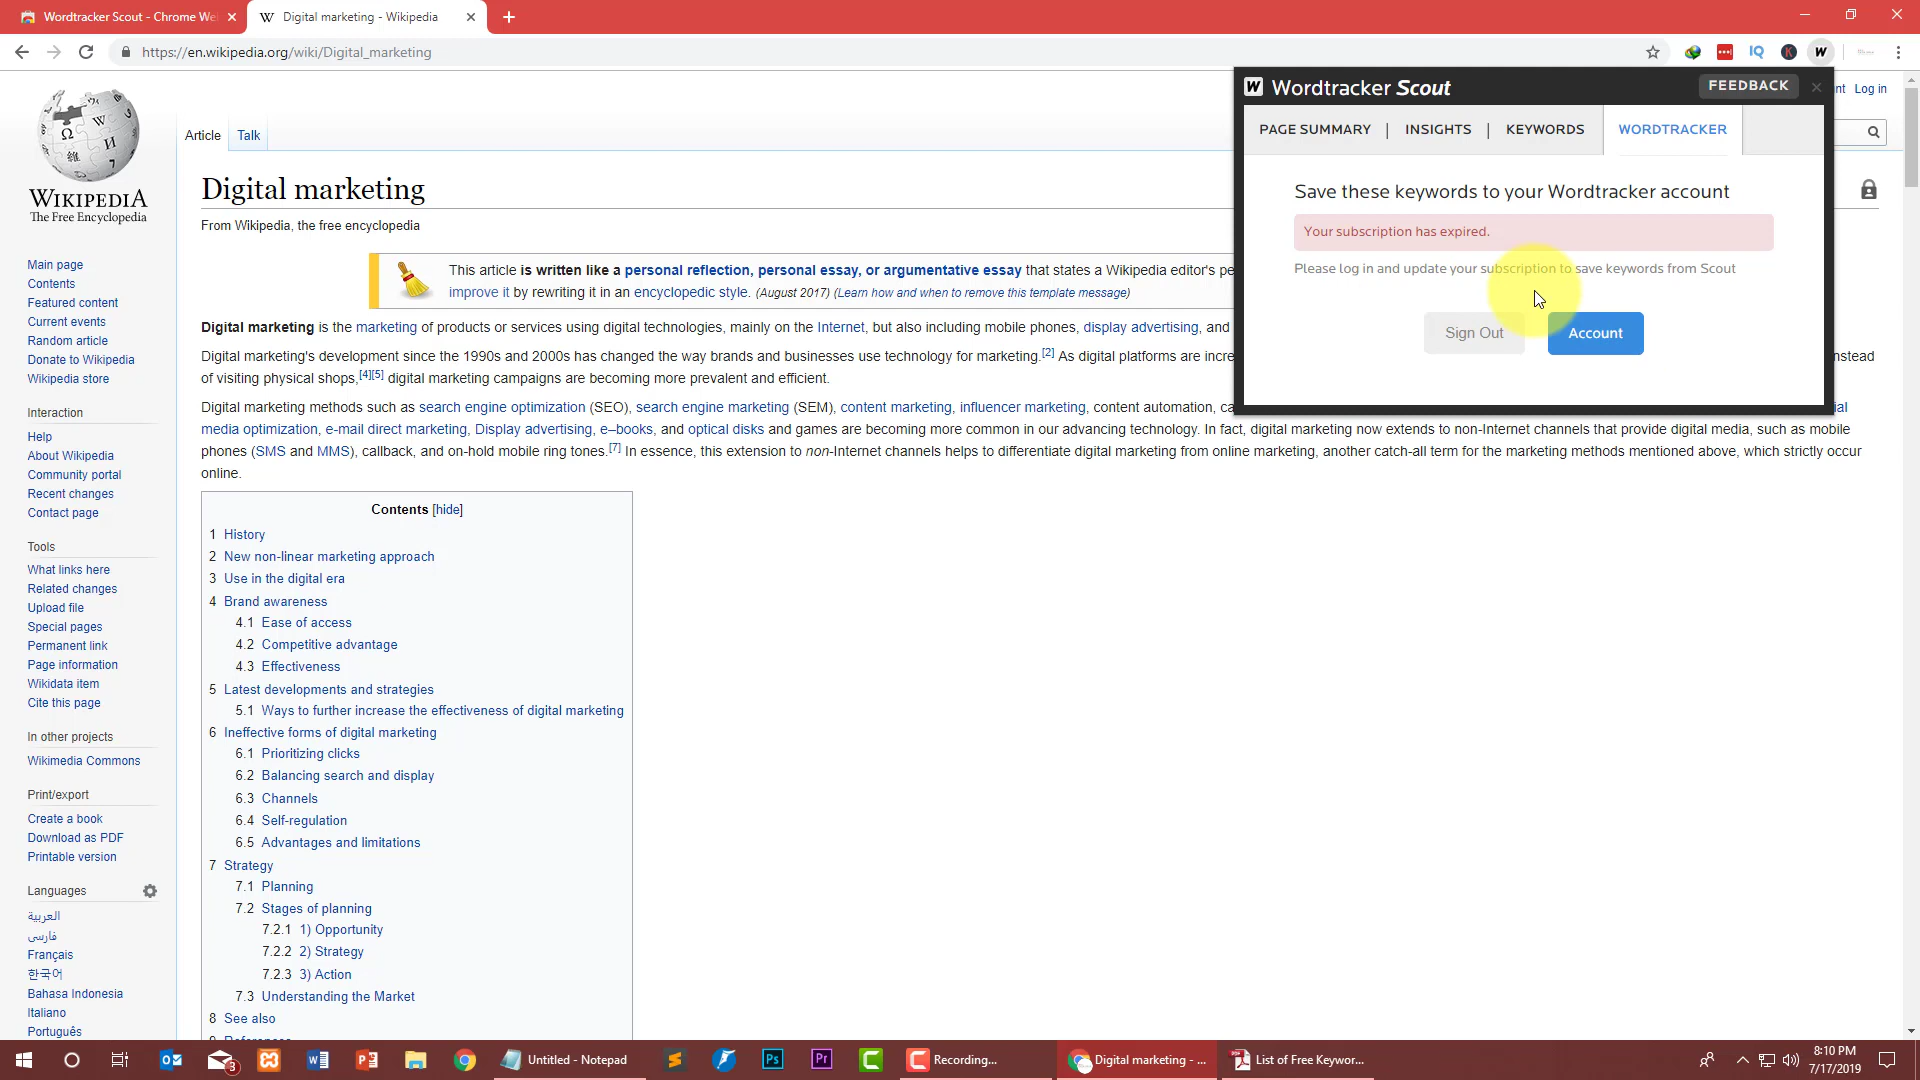 Wordtracker Scout - Chrome We
Digital marketing - Wikipedia
https://en.wikipedia.org/wiki/Digital_marketing
IQ
K
W
W Wordtracker Scout
FEEDBACK
nt Log in
PAGE SUMMARY | INSIGHTS | KEYWORDS
WORDTRACKER
Save these keywords to your Wordtracker account
Your subscription has expired.
Please log in and update your subscription to save keywords from Scout
Sign Out
Account
WIKIPEDIA
The Free Encyclopedia
Main page
Contents
Featured content
Current events
Random article
Donate to Wikipedia
Wikipedia store
Interaction
Help
About Wikipedia
Community portal
Recent changes
Contact page
Tools
What links here
Related changes
Upload file
Special pages
Permanent link
Page information
Wikidata item
Cite this page
In other projects
Wikimedia Commons
Print/export
Create a book
Download as PDF
Printable version
Languages
العربية
فارسی
Français
한국어
Bahasa Indonesia
Italiano
Português
Article Talk
Digital marketing
From Wikipedia, the free encyclopedia
This article is written like a personal reflection, personal essay, or argumentative essay that states a Wikipedia editor's pe
improve it by rewriting it in an encyclopedic style. (August 2017) (Learn how and when to remove this template message)
Digital marketing is the marketing of products or services using digital technologies, mainly on the Internet, but also including mobile phones, display advertising, and
Digital marketing's development since the 1990s and 2000s has changed the way brands and businesses use technology for marketing.[2] As digital platforms are incre nstead
of visiting physical shops,[4][5] digital marketing campaigns are becoming more prevalent and efficient.
Digital marketing methods such as search engine optimization (SEO), search engine marketing (SEM), content marketing, influencer marketing, content automation, ca ial
media optimization, e-mail direct marketing, Display advertising, e–books, and optical disks and games are becoming more common in our advancing technology. In fact, digital marketing now extends to non-Internet channels that provide digital media, such as mobile
phones (SMS and MMS), callback, and on-hold mobile ring tones.[7] In essence, this extension to non-Internet channels helps to differentiate digital marketing from online marketing, another catch-all term for the marketing methods mentioned above, which strictly occur
online.
Contents [hide]
1 History
2 New non-linear marketing approach
3 Use in the digital era
4 Brand awareness
4.1 Ease of access
4.2 Competitive advantage
4.3 Effectiveness
5 Latest developments and strategies
5.1 Ways to further increase the effectiveness of digital marketing
6 Ineffective forms of digital marketing
6.1 Prioritizing clicks
6.2 Balancing search and display
6.3 Channels
6.4 Self-regulation
6.5 Advantages and limitations
7 Strategy
7.1 Planning
7.2 Stages of planning
7.2.1 1) Opportunity
7.2.2 2) Strategy
7.2.3 3) Action
7.3 Understanding the Market
8 See also
9 References
3
Untitled - Notepad
Ps
Pr
Recording...
Digital marketing - ...
List of Free Keywor...
8:10 PM
7/17/2019